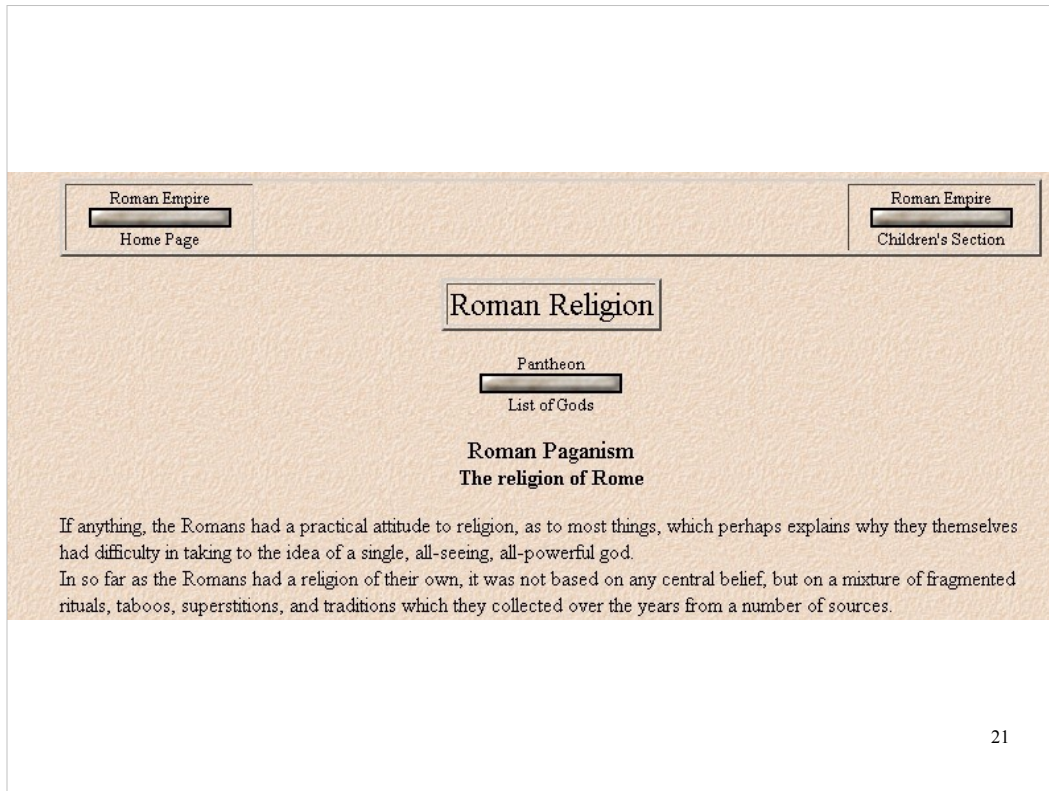 Roman Empire
Home Page
Roman Empire
Children's Section
Roman Religion
Pantheon
List of Gods
Roman Paganism
The religion of Rome
If anything, the Romans had a practical attitude to religion, as to most things, which perhaps explains why they themselves
had difficulty in taking to the idea of a single, all-seeing, all-powerful god.
In so far as the Romans had a religion of their own, it was not based on any central belief, but on a mixture of fragmented
rituals, taboos, superstitions, and traditions which they collected over the years from a number of sources.
21